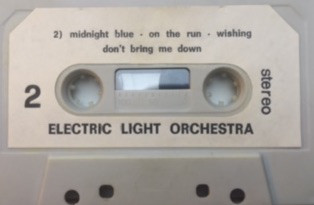 2) midnight blue - on the run - wishing
don't bring me down
2
stereo
ELECTRIC LIGHT ORCHESTRA